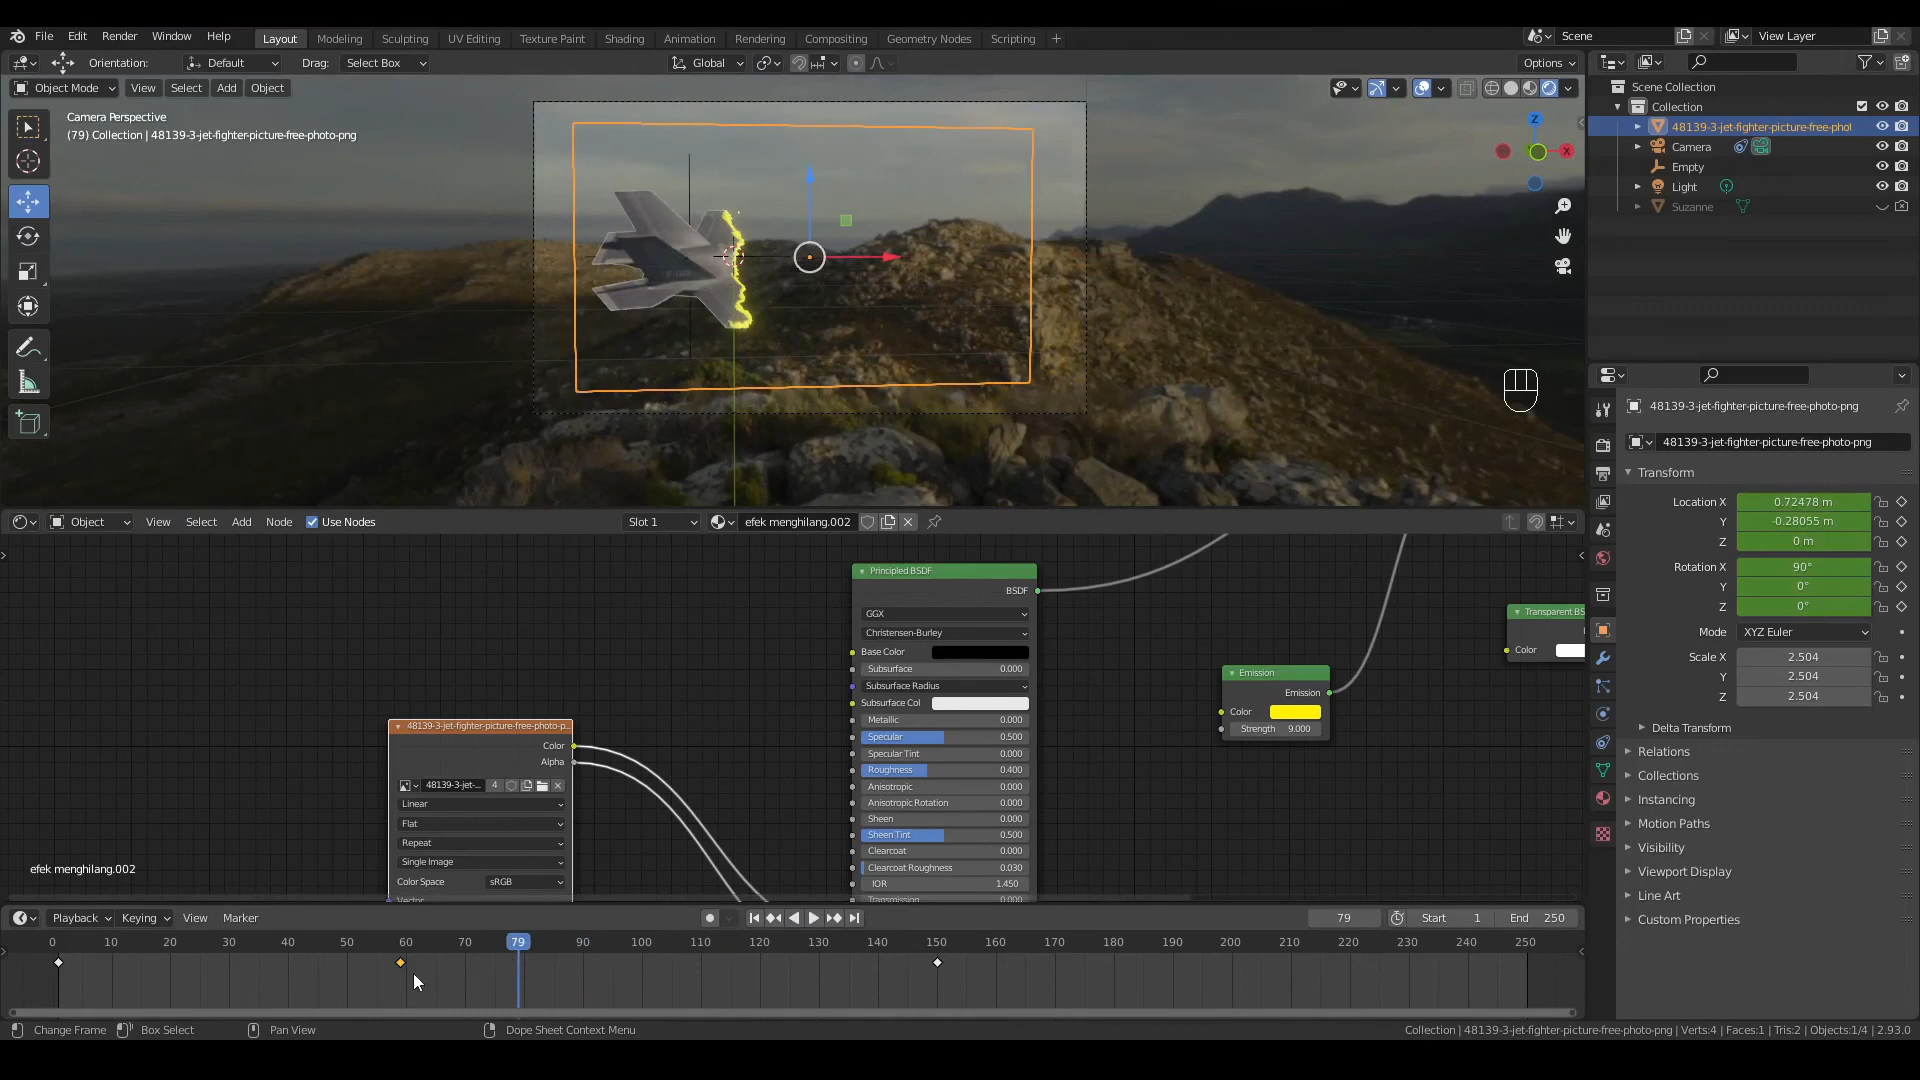 File Edit Render Window Help Layout Modeling Sculpting UV Editing Texture Paint Shading Animation Rendering Compositing Geometry Nodes Scripting + Scene View Layer
Orientation: Default Drag: Select Box Global Options
Object Mode View Select Add Object
Camera Perspective
(79) Collection | 48139-3-jet-fighter-picture-free-photo-png
Z
X
Scene Collection
Collection
48139-3-jet-fighter-picture-free-phot
Camera
Empty
Light
Suzanne
48139-3-jet-fighter-picture-free-photo-png
48139-3-jet-fighter-picture-free-photo-png
Transform
Location X 0.72478 m
Y -0.28055 m
Z 0 m
Rotation X 90°
Y 0°
Z 0°
Mode XYZ Euler
Scale X 2.504
Y 2.504
Z 2.504
Delta Transform
Relations
Collections
Instancing
Motion Paths
Visibility
Viewport Display
Line Art
Custom Properties
Object View Select Add Node Use Nodes Slot 1 efek menghilang.002
Principled BSDF
BSDF
GGX
Christensen-Burley
Base Color
Subsurface 0.000
Subsurface Radius
Subsurface Col
Metallic 0.000
Specular 0.500
Specular Tint 0.000
Roughness 0.400
Anisotropic 0.000
Anisotropic Rotation 0.000
Sheen 0.000
Sheen Tint 0.500
Clearcoat 0.000
Clearcoat Roughness 0.030
IOR 1.450
Transmission 0.000
Emission
Emission
Color
Strength 9.000
Transparent BS
Color
48139-3-jet-fighter-picture-free-photo-p...
Color
Alpha
48139-3-jet-... 4
Linear
Flat
Repeat
Single Image
Color Space sRGB
Vector
efek menghilang.002
Playback Keying View Marker 79 Start 1 End 250
0 10 20 30 40 50 60 70 79 90 100 110 120 130 140 150 160 170 180 190 200 210 220 230 240 250
Change Frame Box Select Pan View Dope Sheet Context Menu Collection | 48139-3-jet-fighter-picture-free-photo-png | Verts:4 | Faces:1 | Tris:2 | Objects:1/4 | 2.93.0